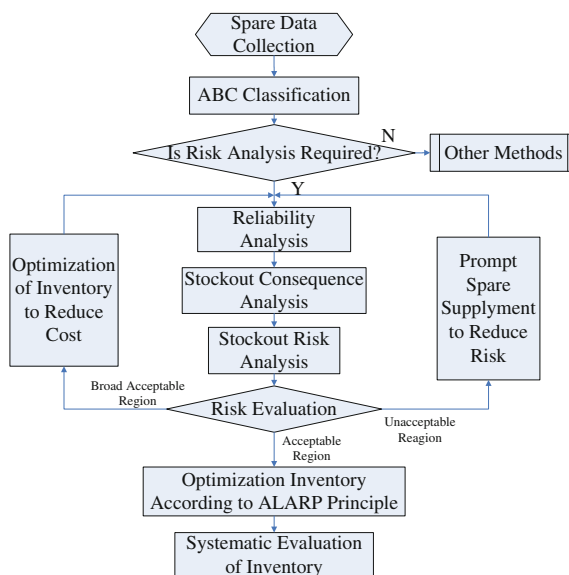 Spare Data
Collection
ABC Classification
N
Is Risk Analysis Required?
Other Methods
Y
Reliability
Analysis
Optimization
of Inventory
to Reduce
Cost
Prompt
Spare
Supplyment
to Reduce
Risk
Stockout Consequence
Analysis
Stockout Risk
Analysis
Broad Acceptable
Region
Risk Evaluation
Unacceptable
Reagion
Acceptable
Region
Optimization Inventory
According to ALARP Principle
Systematic Evaluation
of Inventory